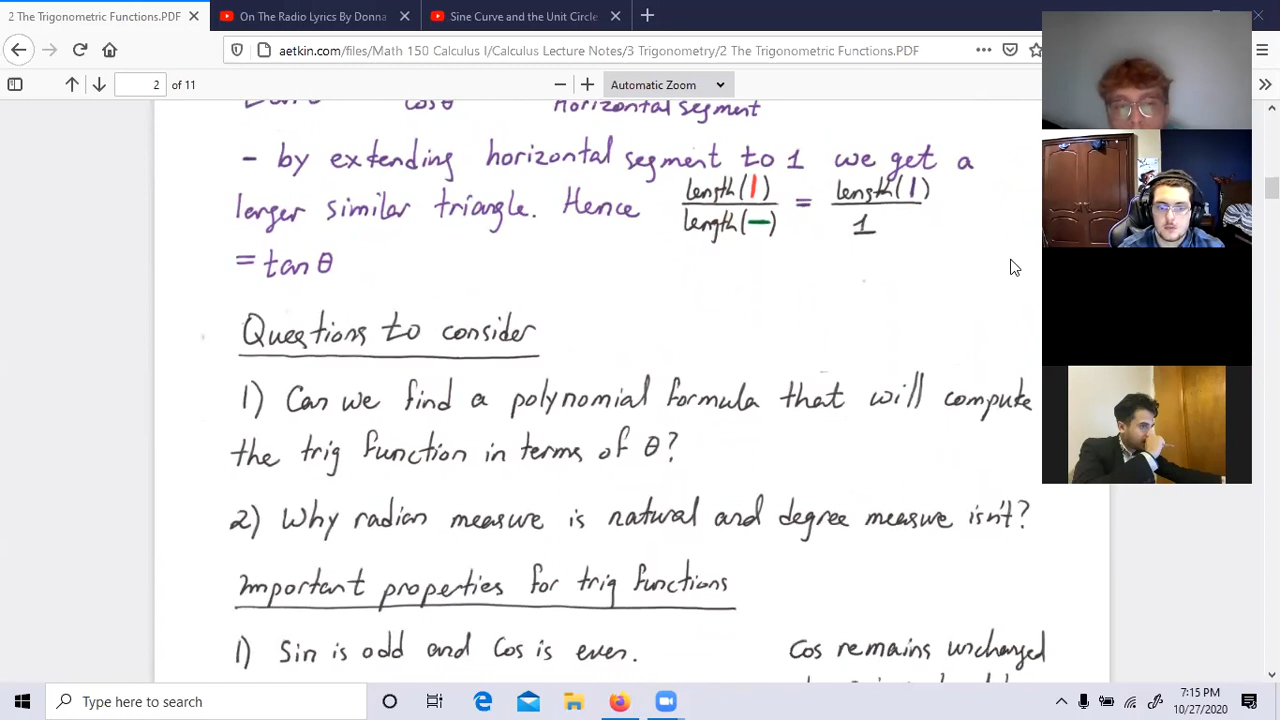 2 The Trigonometric Functions.PDF
On The Radio Lyrics By Donna
Sine Curve and the Unit Circle.
aetkin.com/files/Math 150 Calculus I/Calculus Lecture Notes/3 Trigonometry/2 The Trigonometric Functions.PDF
2 of 11
Automatic Zoom
cosθ horizontal segment
- by extending horizontal segment to 1 we get a
larger similar triangle. Hence length(|)/length(—) = length(|)/1
= tan θ
Questions to consider
1) Can we find a polynomial formula that will compute
the trig function in terms of θ?
2) Why radian measure is natural and degree measure isn't?
Important properties for trig functions
1) Sin is odd and Cos is even. Cos remains unchanged
Type here to search
7:15 PM
10/27/2020